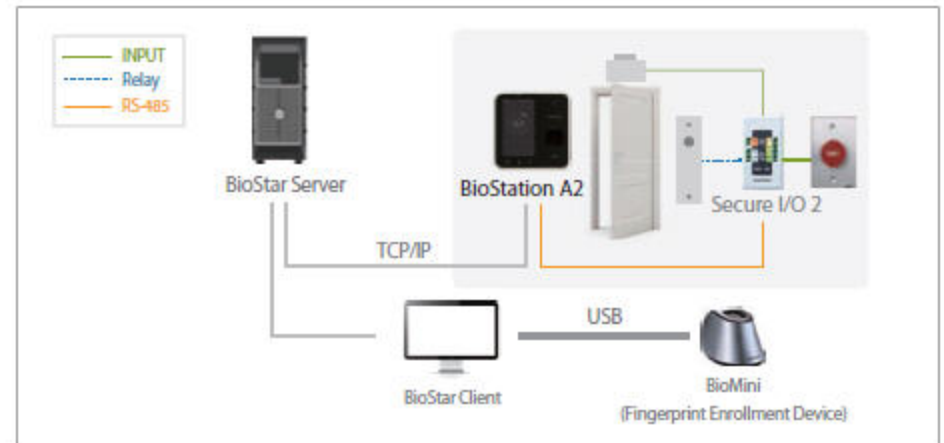 INPUT
Relay
RS-485
BioStar Server
BioStation A2
Secure I/O 2
TCP/IP
USB
BioStar Client
BioMini
(Fingerprint Enrollment Device)